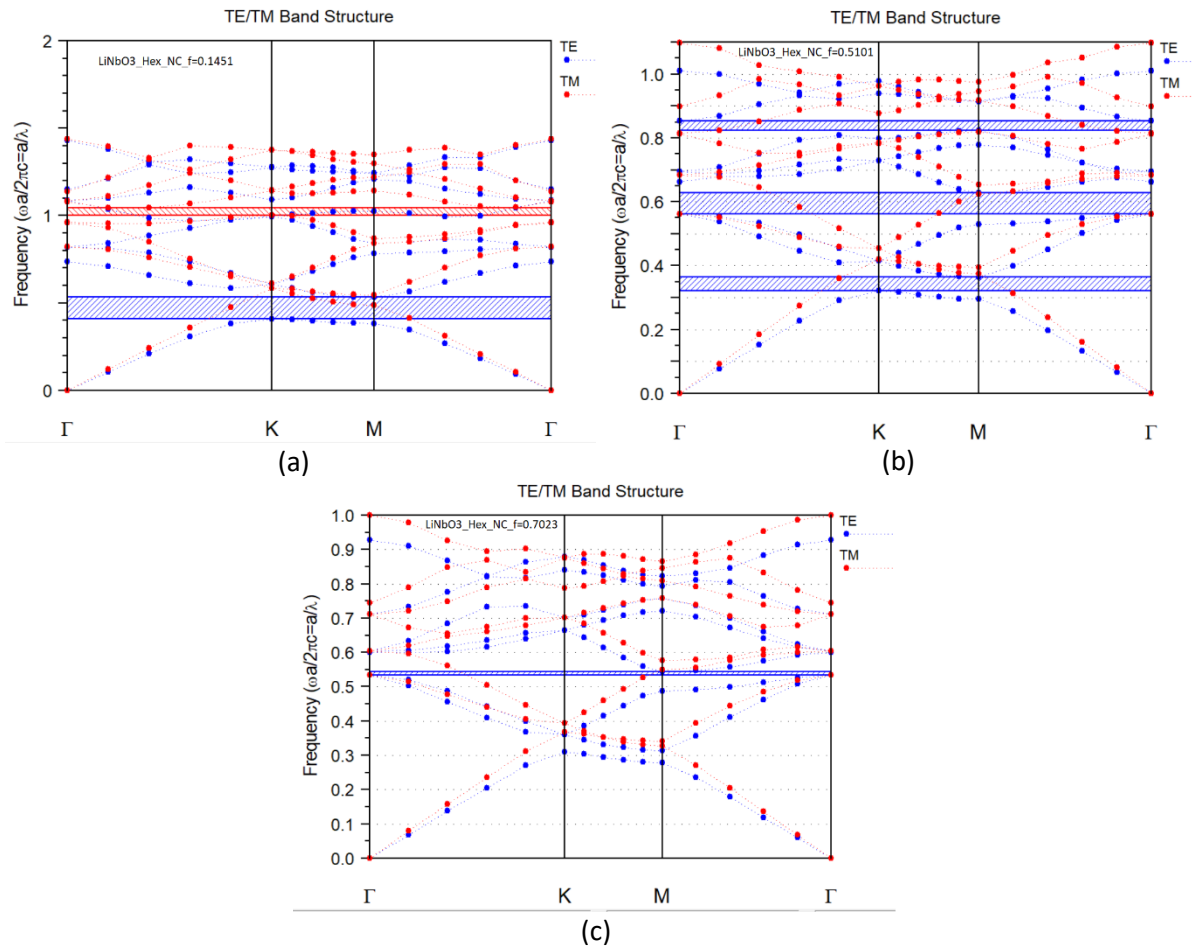 TE/TM Band Structure
LiNbO3_Hex_NC_f=0.1451
TE
TM
Frequency (ωa/2πc=a/λ)
2
1
0
Γ K M Γ
(a)
TE/TM Band Structure
LiNbO3_Hex_NC_f=0.5101
TE
TM
Frequency (ωa/2πc=a/λ)
1.0
0.8
0.6
0.4
0.2
0.0
Γ K M Γ
(b)
TE/TM Band Structure
LiNbO3_Hex_NC_f=0.7023
TE
TM
Frequency (ωa/2πc=a/λ)
1.0
0.9
0.8
0.7
0.6
0.5
0.4
0.3
0.2
0.1
0.0
Γ K M Γ
(c)